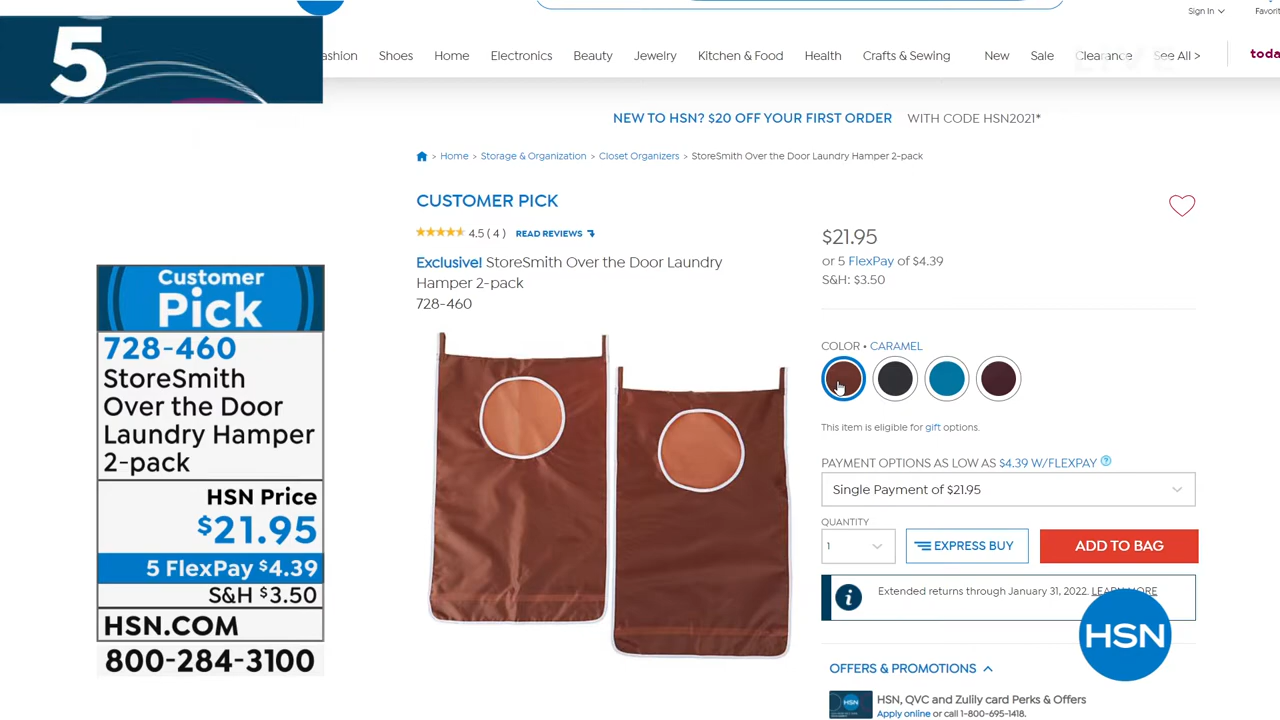 5
Sign In
Favorit
ashion Shoes Home Electronics Beauty Jewelry Kitchen & Food Health Crafts & Sewing New Sale Clearance See All >
toda
NEW TO HSN? $20 OFF YOUR FIRST ORDER WITH CODE HSN2021*
> Home > Storage & Organization > Closet Organizers > StoreSmith Over the Door Laundry Hamper 2-pack
CUSTOMER PICK
4.5 ( 4 ) READ REVIEWS
Exclusive! StoreSmith Over the Door Laundry
Hamper 2-pack
728-460
$21.95
or 5 FlexPay of $4.39
S&H: $3.50
COLOR • CARAMEL
This item is eligible for gift options.
PAYMENT OPTIONS AS LOW AS $4.39 W/FLEXPAY ?
Single Payment of $21.95
QUANTITY
1
EXPRESS BUY
ADD TO BAG
i
Extended returns through January 31, 2022. LEARN MORE
HSN
OFFERS & PROMOTIONS
HSN
HSN, QVC and Zulily card Perks & Offers
Apply online or call 1-800-695-1418.
Customer
Pick
728-460
StoreSmith
Over the Door
Laundry Hamper
2-pack
HSN Price
$21.95
5 FlexPay $4.39
S&H $3.50
HSN.COM
800-284-3100